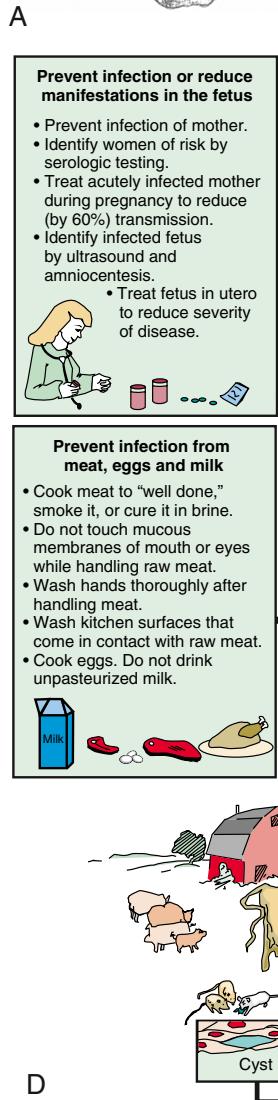 A
Prevent infection or reduce
manifestations in the fetus
• Prevent infection of mother.
• Identify women of risk by
serologic testing.
• Treat acutely infected mother
during pregnancy to reduce
(by 60%) transmission.
• Identify infected fetus
by ultrasound and
amniocentesis.
• Treat fetus in utero
to reduce severity
of disease.
Prevent infection from
meat, eggs and milk
• Cook meat to “well done,”
smoke it, or cure it in brine.
• Do not touch mucous
membranes of mouth or eyes
while handling raw meat.
• Wash hands thoroughly after
handling meat.
• Wash kitchen surfaces that
come in contact with raw meat.
• Cook eggs. Do not drink
unpasteurized milk.
Milk
Cyst
D